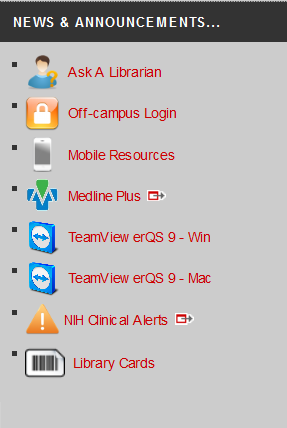 NEWS & ANNOUNCEMENTS...
Ask A Librarian
Off-campus Login
Mobile Resources
Medline Plus
TeamView erQS 9 - Win
TeamView erQS 9 - Mac
NIH Clinical Alerts
Library Cards